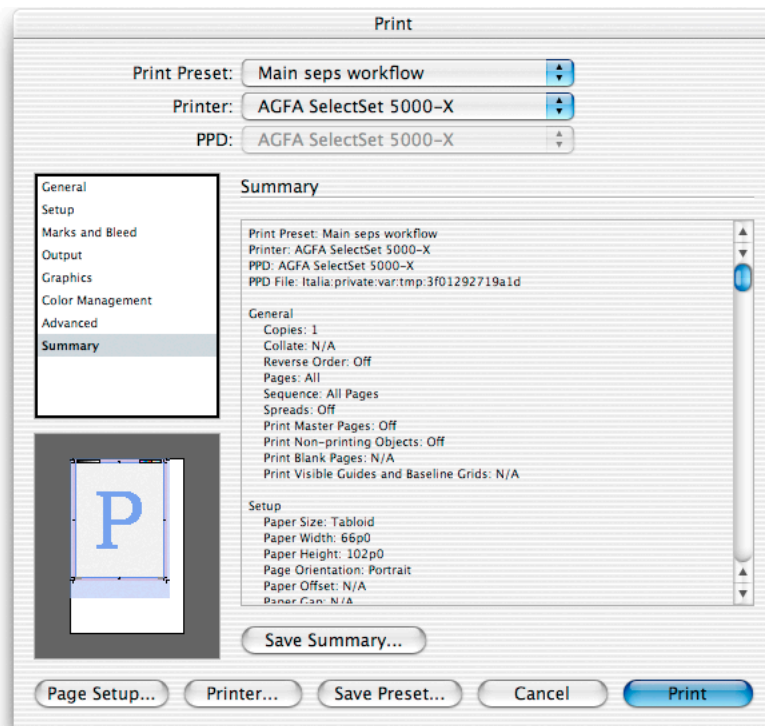 Print
Print Preset: Main seps workflow
Printer: AGFA SelectSet 5000-X
PPD: AGFA SelectSet 5000-X
General
Setup
Marks and Bleed
Output
Graphics
Color Management
Advanced
Summary
Summary
Print Preset: Main seps workflow
Printer: AGFA SelectSet 5000-X
PPD: AGFA SelectSet 5000-X
PPD File: Italia:private:var:tmp:3f01292719a1d
General
Copies: 1
Collate: N/A
Reverse Order: Off
Pages: All
Sequence: All Pages
Spreads: Off
Print Master Pages: Off
Print Non-printing Objects: Off
Print Blank Pages: N/A
Print Visible Guides and Baseline Grids: N/A
Setup
Paper Size: Tabloid
Paper Width: 66p0
Paper Height: 102p0
Page Orientation: Portrait
Paper Offset: N/A
Paper Gap: N/A
P
Save Summary...
Page Setup... Printer... Save Preset... Cancel Print